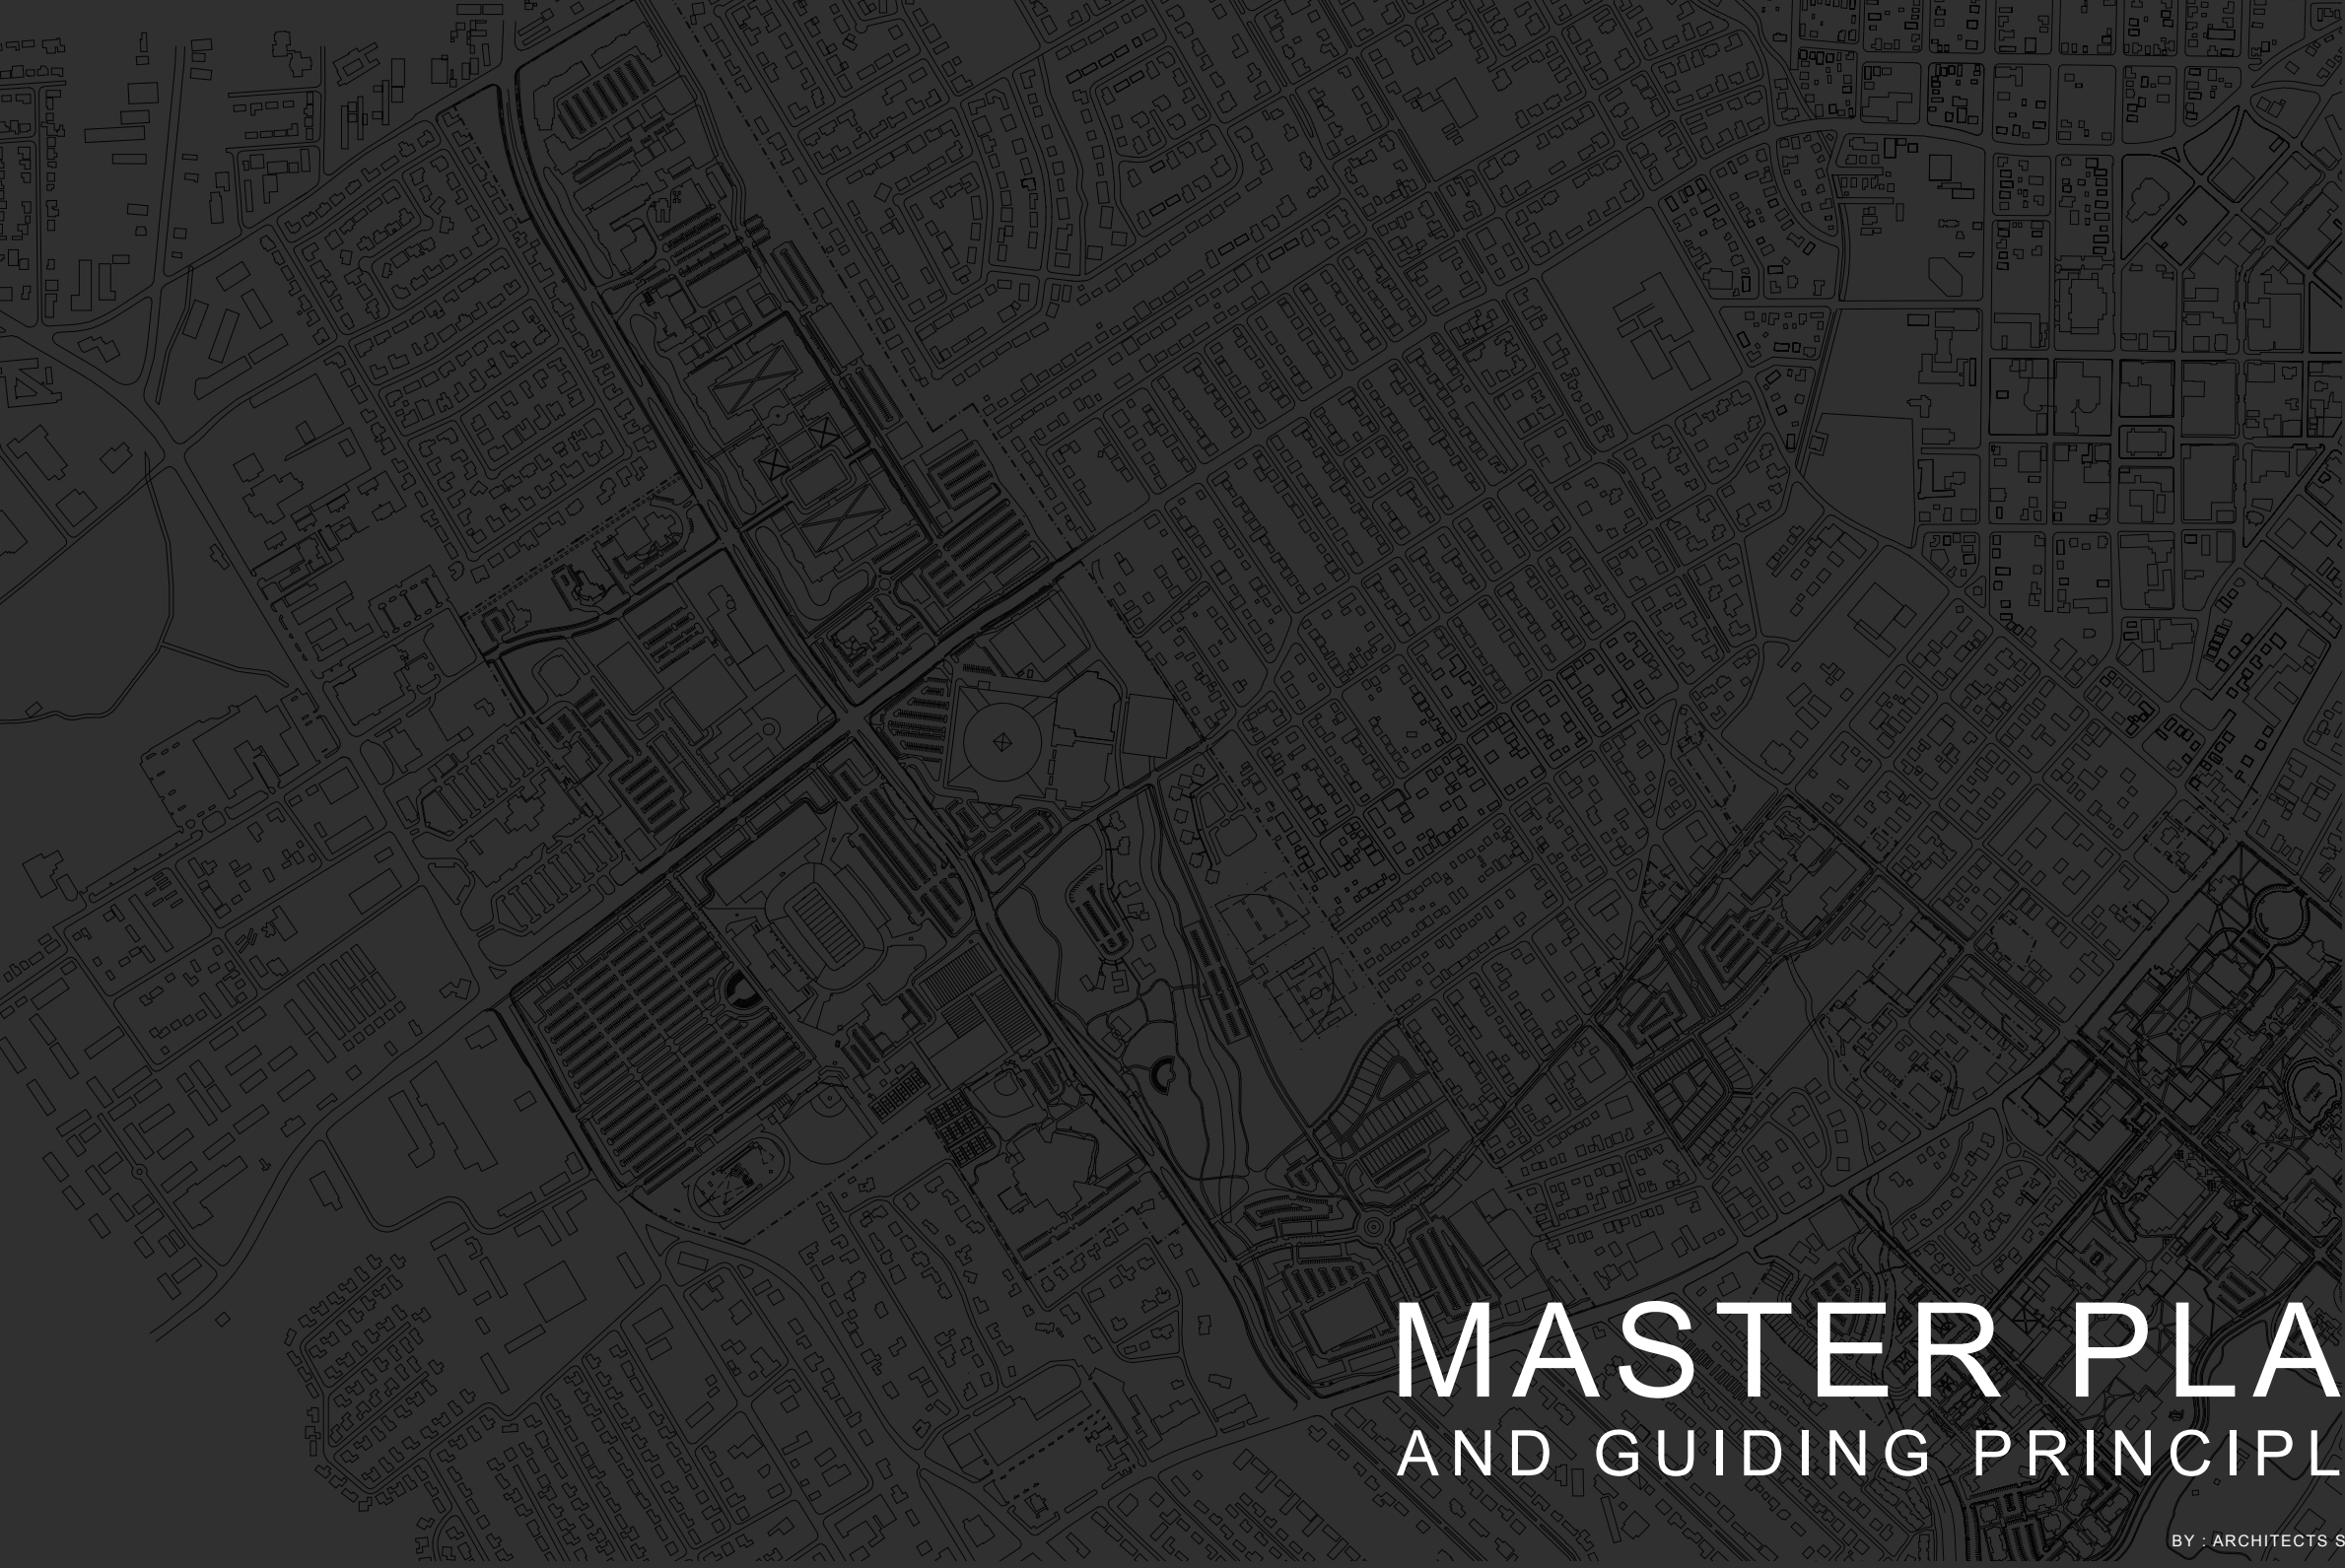 MASTER PLA
AND GUIDING PRINCIPL
BY : ARCHITECTS S